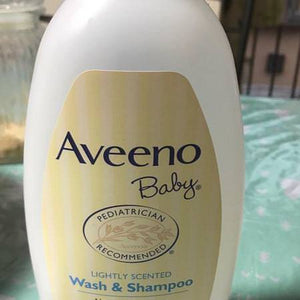 Aveeno
Baby®
PEDIATRICIAN
RECOMMENDED®
LIGHTLY SCENTED
Wash & Shampoo